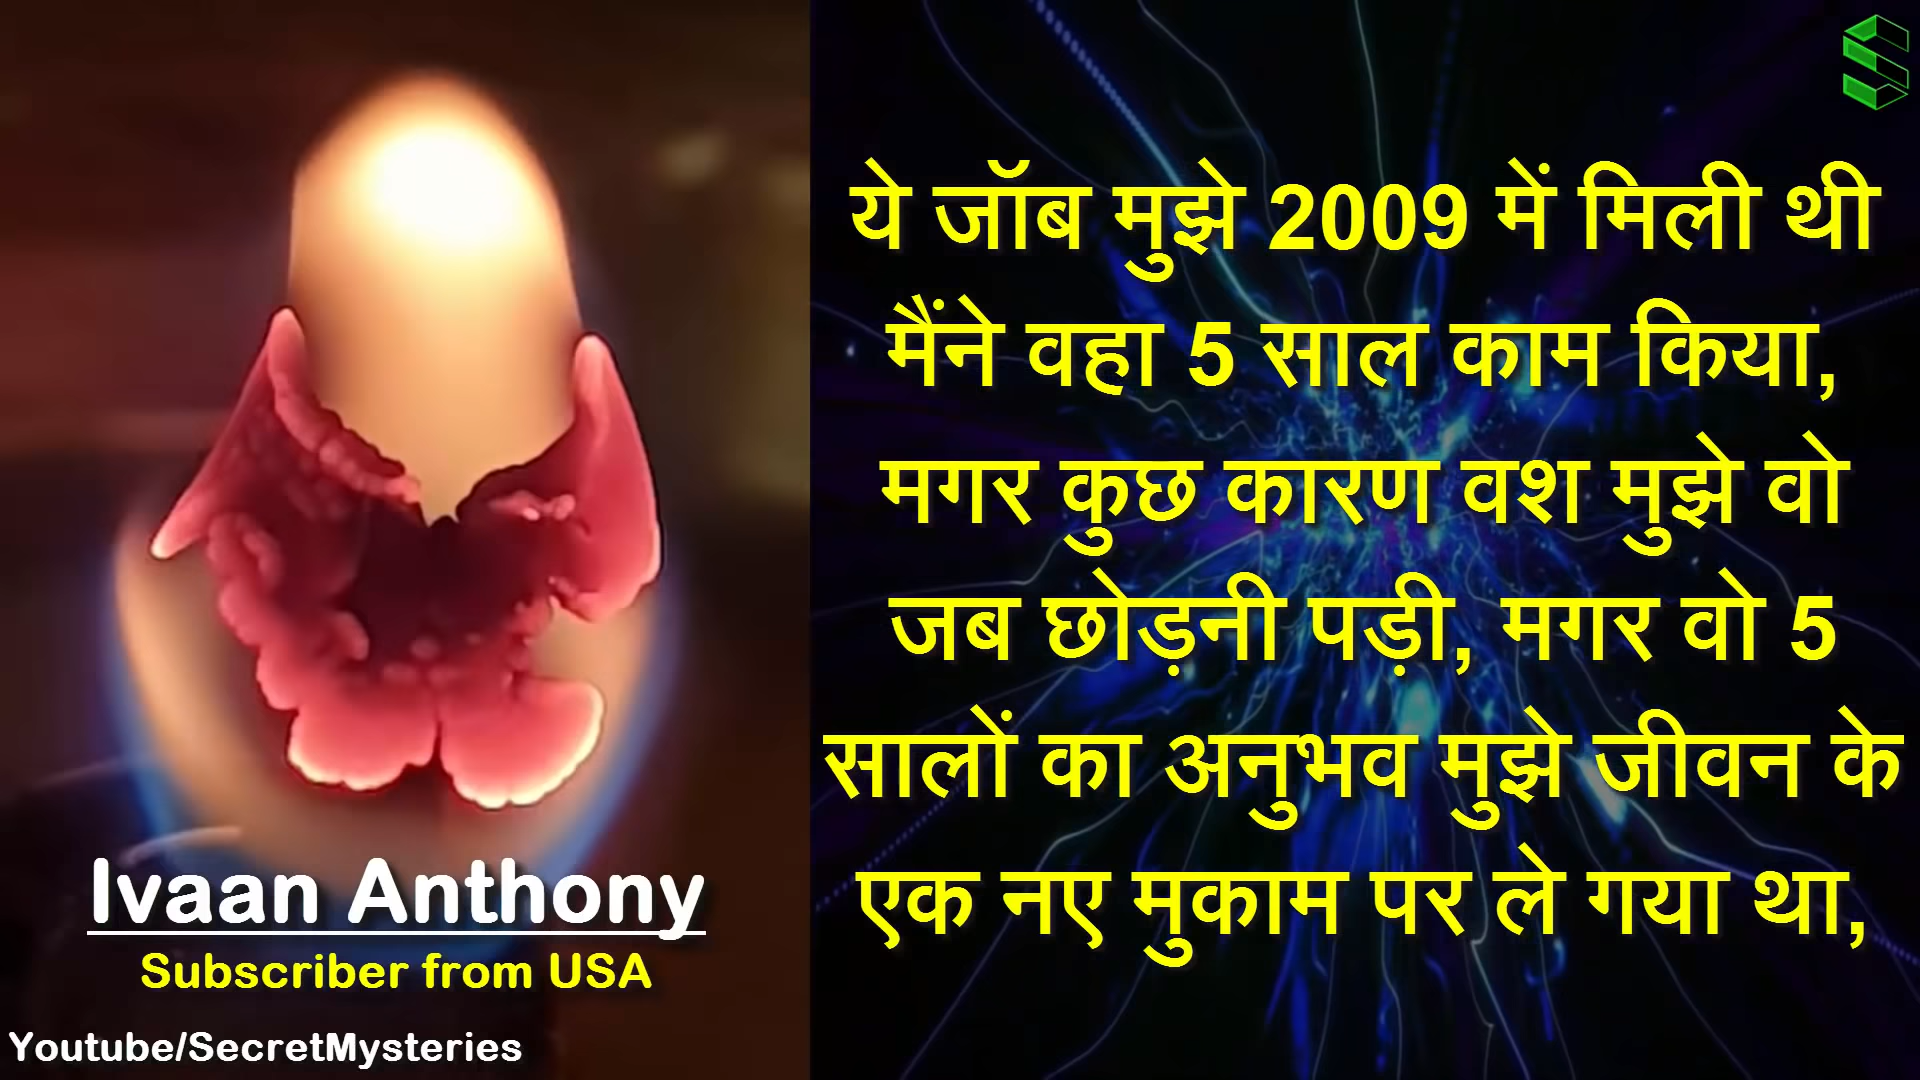 ये जॉब मुझे 2009 में मिली थी
मैंने वहा 5 साल काम किया,
मगर कुछ कारण वश मुझे वो
जब छोड़नी पड़ी, मगर वो 5
सालों का अनुभव मुझे जीवन के
एक नए मुकाम पर ले गया था,
Ivaan Anthony
Subscriber from USA
Youtube/SecretMysteries